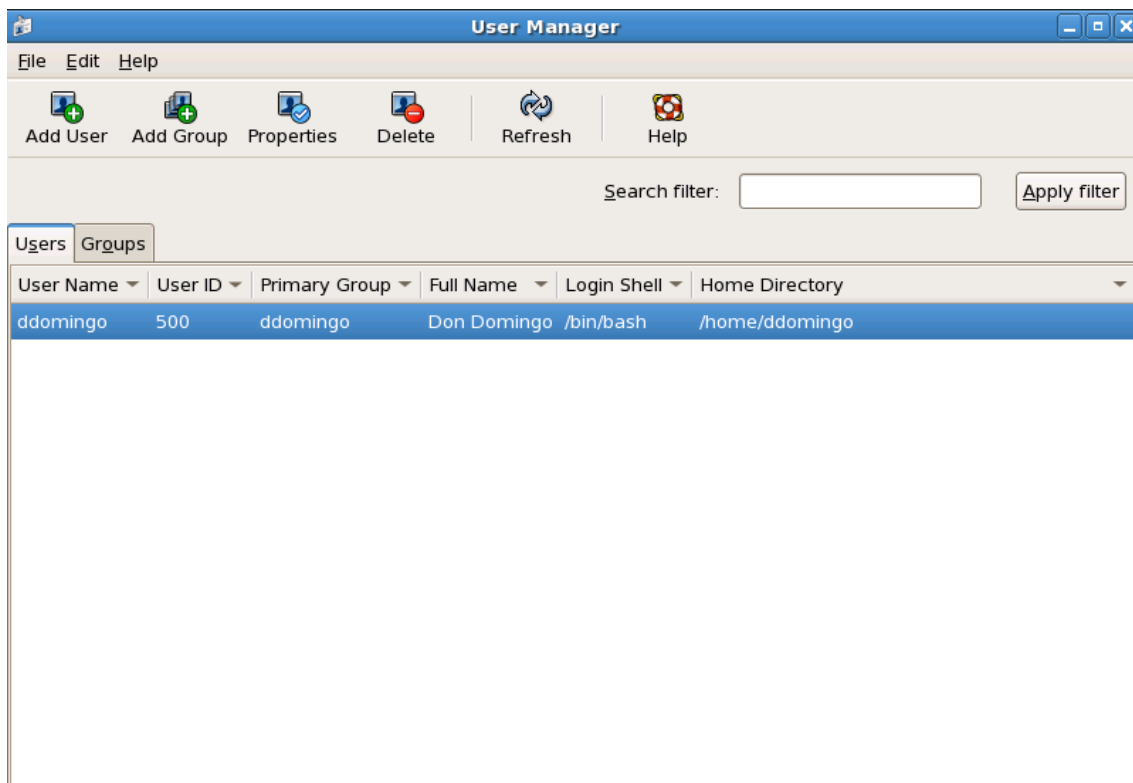 User Manager
File Edit Help
Add User Add Group Properties Delete Refresh Help
Search filter: Apply filter
Users Groups
User Name User ID Primary Group Full Name Login Shell Home Directory
ddomingo 500 ddomingo Don Domingo /bin/bash /home/ddomingo